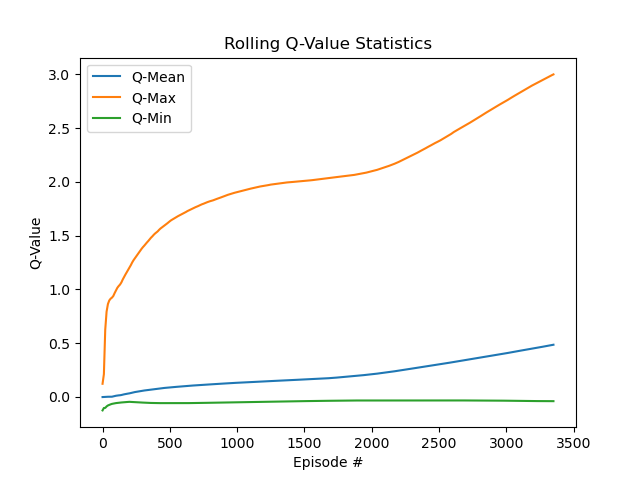 Rolling Q-Value Statistics
Q-Mean
Q-Max
Q-Min
3.0
2.5
2.0
1.5
1.0
0.5
0.0
Q-Value
0 500 1000 1500 2000 2500 3000 3500
Episode #